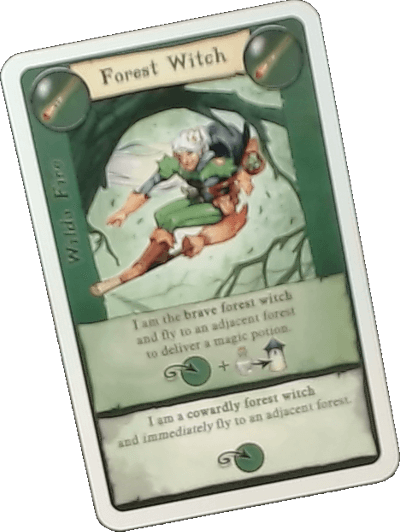 Forest Witch
Wilde Fee
I am the brave forest witch
and fly to an adjacent forest
to deliver a magic potion.
+
I am a cowardly forest witch
and immediately fly to an adjacent forest.